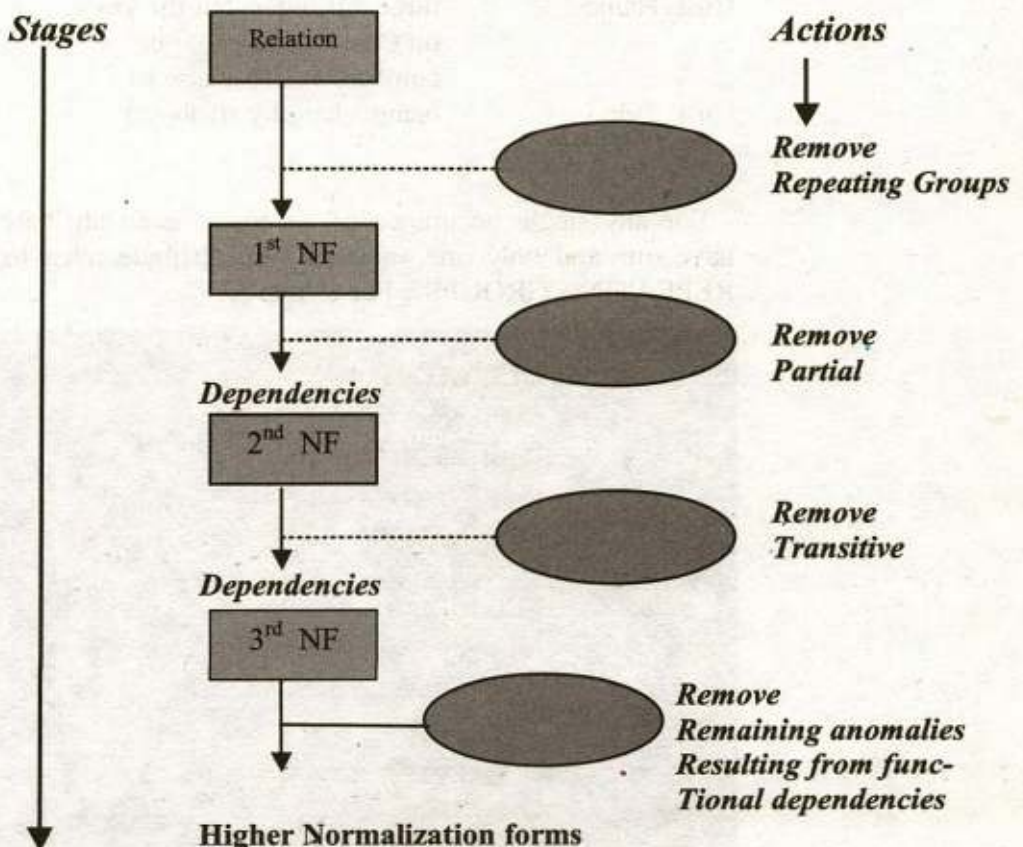 Stages
Relation
Actions
Remove
Repeating Groups
1st NF
Remove
Partial
Dependencies
2nd NF
Remove
Transitive
Dependencies
3rd NF
Remove
Remaining anomalies
Resulting from func-
Tional dependencies
Higher Normalization forms